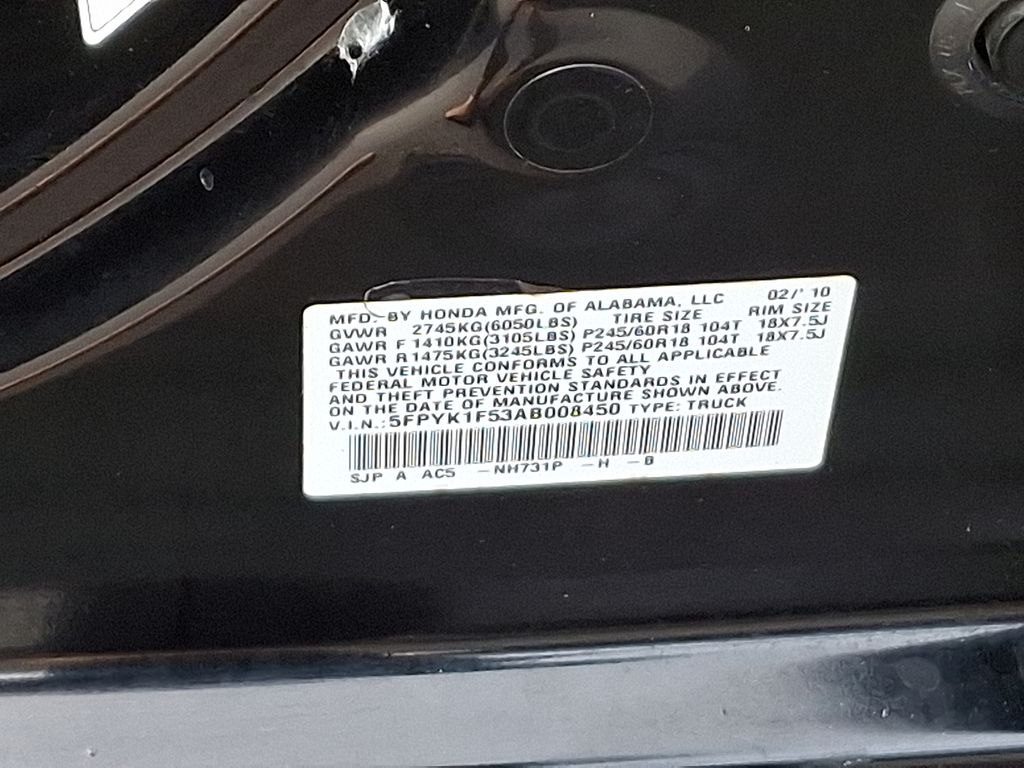 MFD. BY HONDA MFG. OF ALABAMA, LLC 02/'10
GVWR 2745KG(6050LBS) TIRE SIZE RIM SIZE
GAWR F 1410KG(3105LBS) P245/60R18 104T 18X7.5J
GAWR R 1475KG(3245LBS) P245/60R18 104T 18X7.5J
THIS VEHICLE CONFORMS TO ALL APPLICABLE
FEDERAL MOTOR VEHICLE SAFETY
AND THEFT PREVENTION STANDARDS IN EFFECT
ON THE DATE OF MANUFACTURE SHOWN ABOVE.
V.I.N.:5FPYK1F53AB008450 TYPE: TRUCK
SJP A AC5 -NH731P -H -B